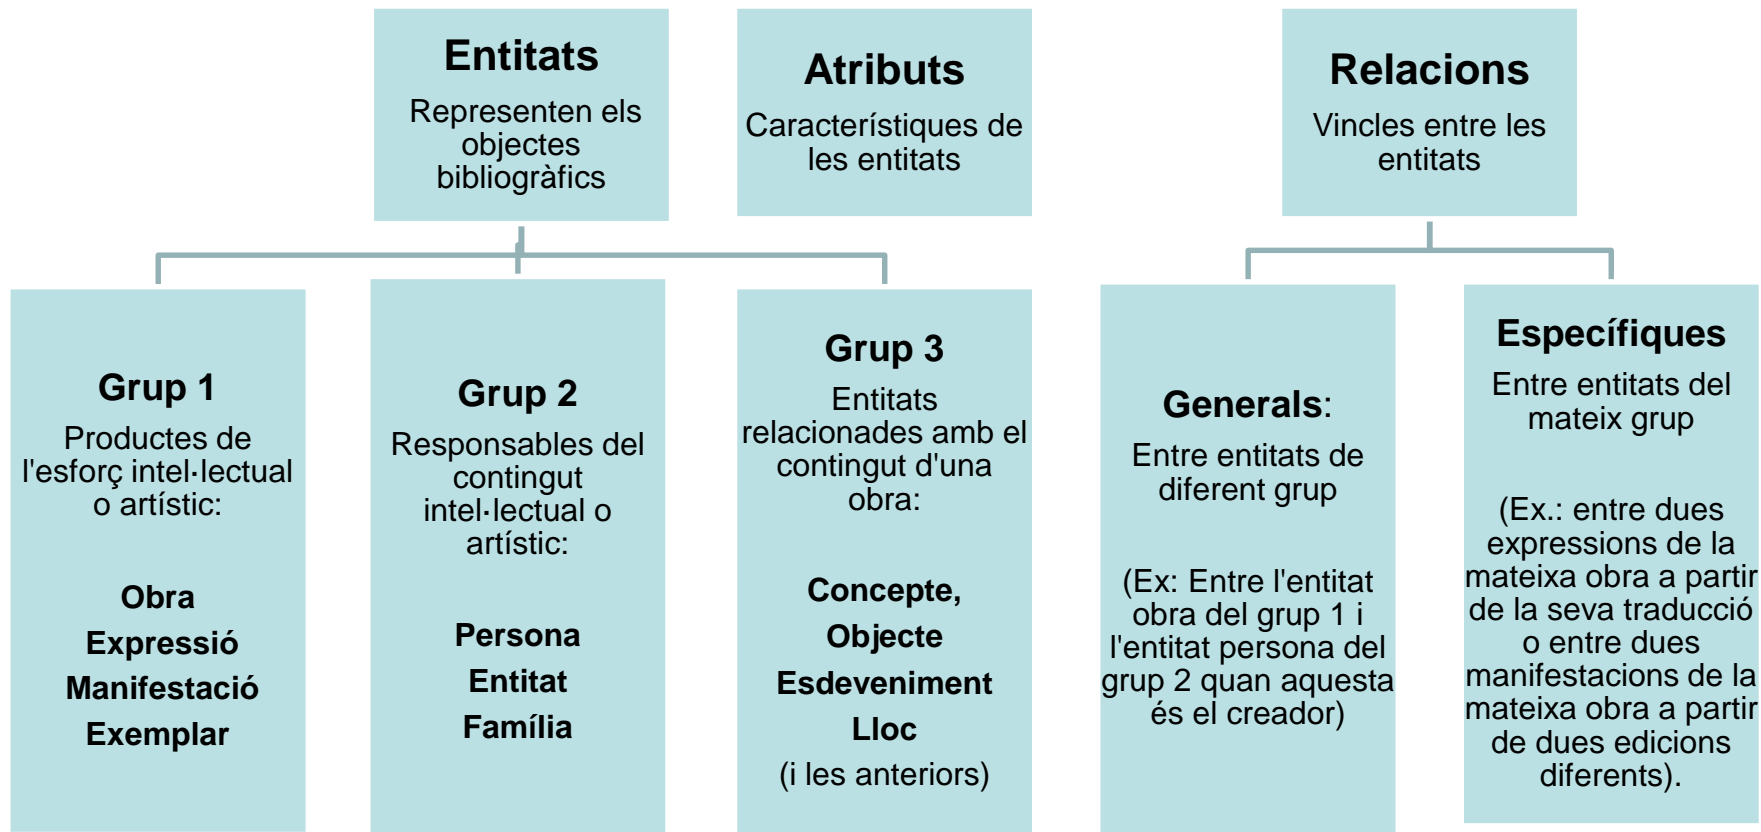 Entitats
Representen els
objectes
bibliogràfics
Atributs
Característiques de
les entitats
Relacions
Vincles entre les
entitats
Grup 1
Productes de
l'esforç intel·lectual
o artístic:
Obra
Expressió
Manifestació
Exemplar
Grup 2
Responsables del
contingut
intel·lectual o
artístic:
Persona
Entitat
Família
Grup 3
Entitats
relacionades amb el
contingut d'una
obra:
Concepte,
Objecte
Esdeveniment
Lloc
(i les anteriors)
Generals:
Entre entitats de
diferent grup
(Ex: Entre l'entitat
obra del grup 1 i
l'entitat persona del
grup 2 quan aquesta
és el creador)
Específiques
Entre entitats del
mateix grup
(Ex.: entre dues
expressions de la
mateixa obra a partir
de la seva traducció
o entre dues
manifestacions de la
mateixa obra a partir
de dues edicions
diferents).